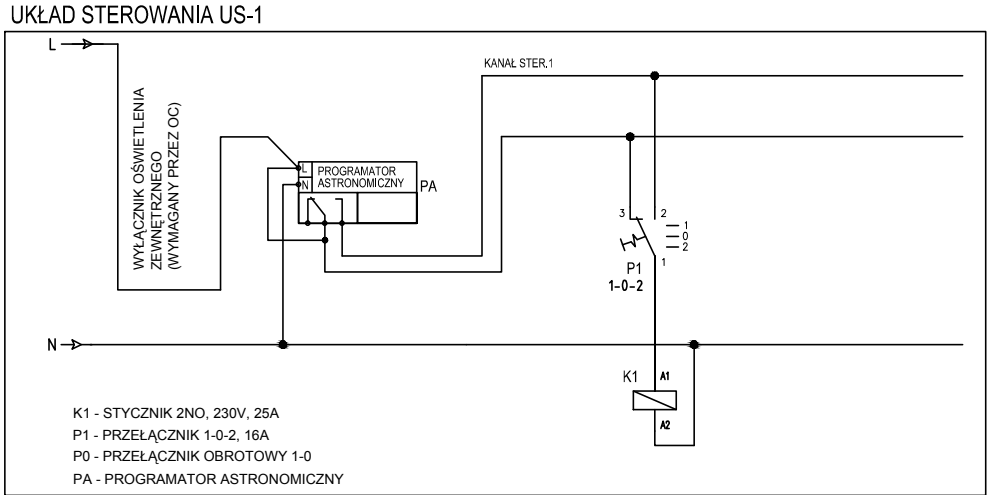 UKŁAD STEROWANIA US-1
L
KANAŁ STER.1
WYŁĄCZNIK OŚWIETLENIA
ZEWNĘTRZNEGO
(WYMAGANY PRZEZ OC)
L PROGRAMATOR
N ASTRONOMICZNY
PA
3 2
1
0
2
1
P1
1-0-2
N
K1 A1
A2
K1 - STYCZNIK 2NO, 230V, 25A
P1 - PRZEŁĄCZNIK 1-0-2, 16A
P0 - PRZEŁĄCZNIK OBROTOWY 1-0
PA - PROGRAMATOR ASTRONOMICZNY